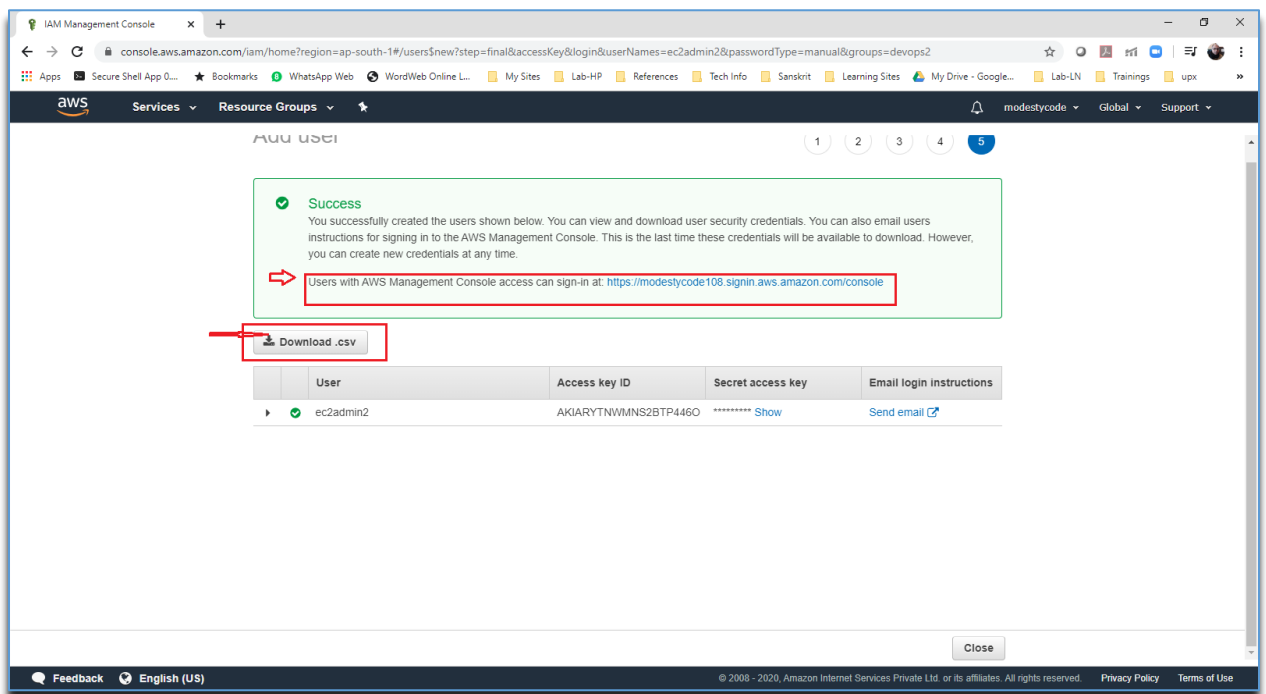 IAM Management Console
console.aws.amazon.com/iam/home?region=ap-south-1#/users$new?step=final&accessKey&login&userNames=ec2admin2&passwordType=manual&groups=devops2
Apps Secure Shell App 0.... Bookmarks WhatsApp Web WordWeb Online L... My Sites Lab-HP References Tech Info Sanskrit Learning Sites My Drive - Google... Lab-LN Trainings upx »
aws Services Resource Groups modestycode Global Support
Add user 1 2 3 4 5
Success
You successfully created the users shown below. You can view and download user security credentials. You can also email users
instructions for signing in to the AWS Management Console. This is the last time these credentials will be available to download. However,
you can create new credentials at any time.
Users with AWS Management Console access can sign-in at: https://modestycode108.signin.aws.amazon.com/console
Download .csv
User Access key ID Secret access key Email login instructions
ec2admin2 AKIARYTNWMNS2BTP446O ********* Show Send email
Close
Feedback English (US) © 2008 - 2020, Amazon Internet Services Private Ltd. or its affiliates. All rights reserved. Privacy Policy Terms of Use